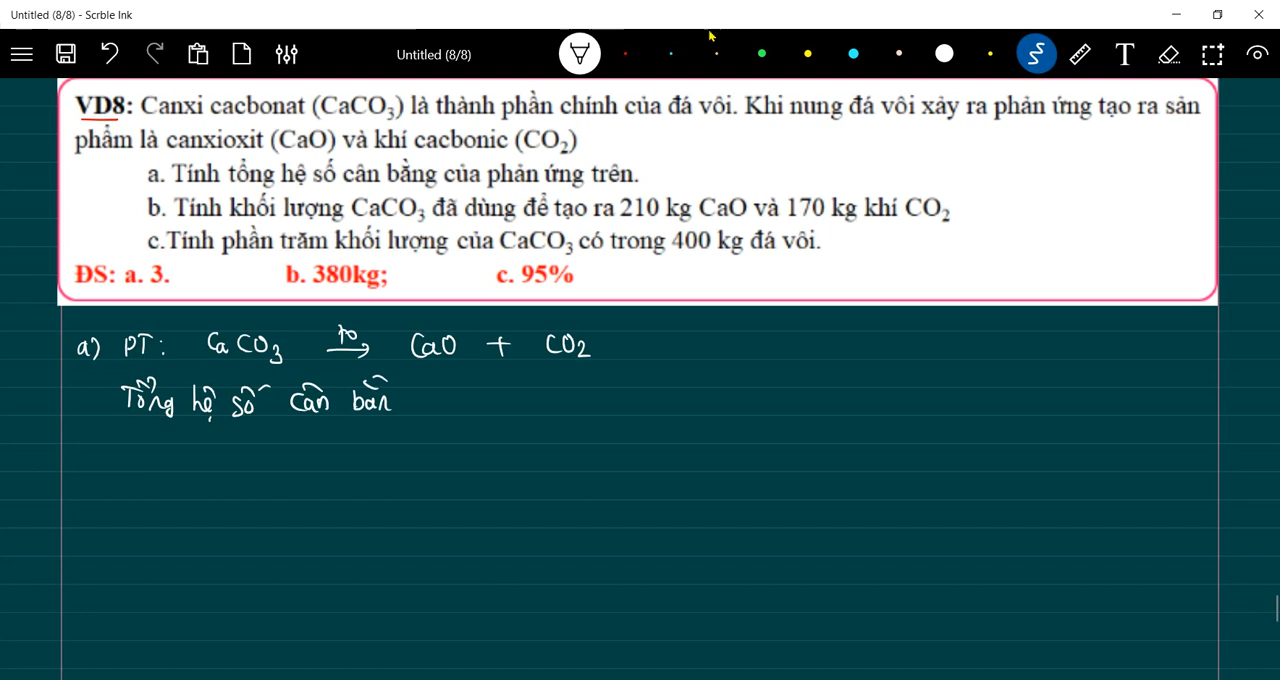 Untitled (8/8) - Scrble Ink
Untitled (8/8)
T
VD8: Canxi cacbonat (CaCO₃) là thành phần chính của đá vôi. Khi nung đá vôi xảy ra phản ứng tạo ra sản
phẩm là canxioxit (CaO) và khí cacbonic (CO₂)
a. Tính tổng hệ số cân bằng của phản ứng trên.
b. Tính khối lượng CaCO₃ đã dùng để tạo ra 210 kg CaO và 170 kg khí CO₂
c.Tính phần trăm khối lượng của CaCO₃ có trong 400 kg đá vôi.
ĐS: a. 3. b. 380kg; c. 95%
a) PT: CaCO₃ →(t°) CaO + CO₂
Tổng hệ số cân bằn